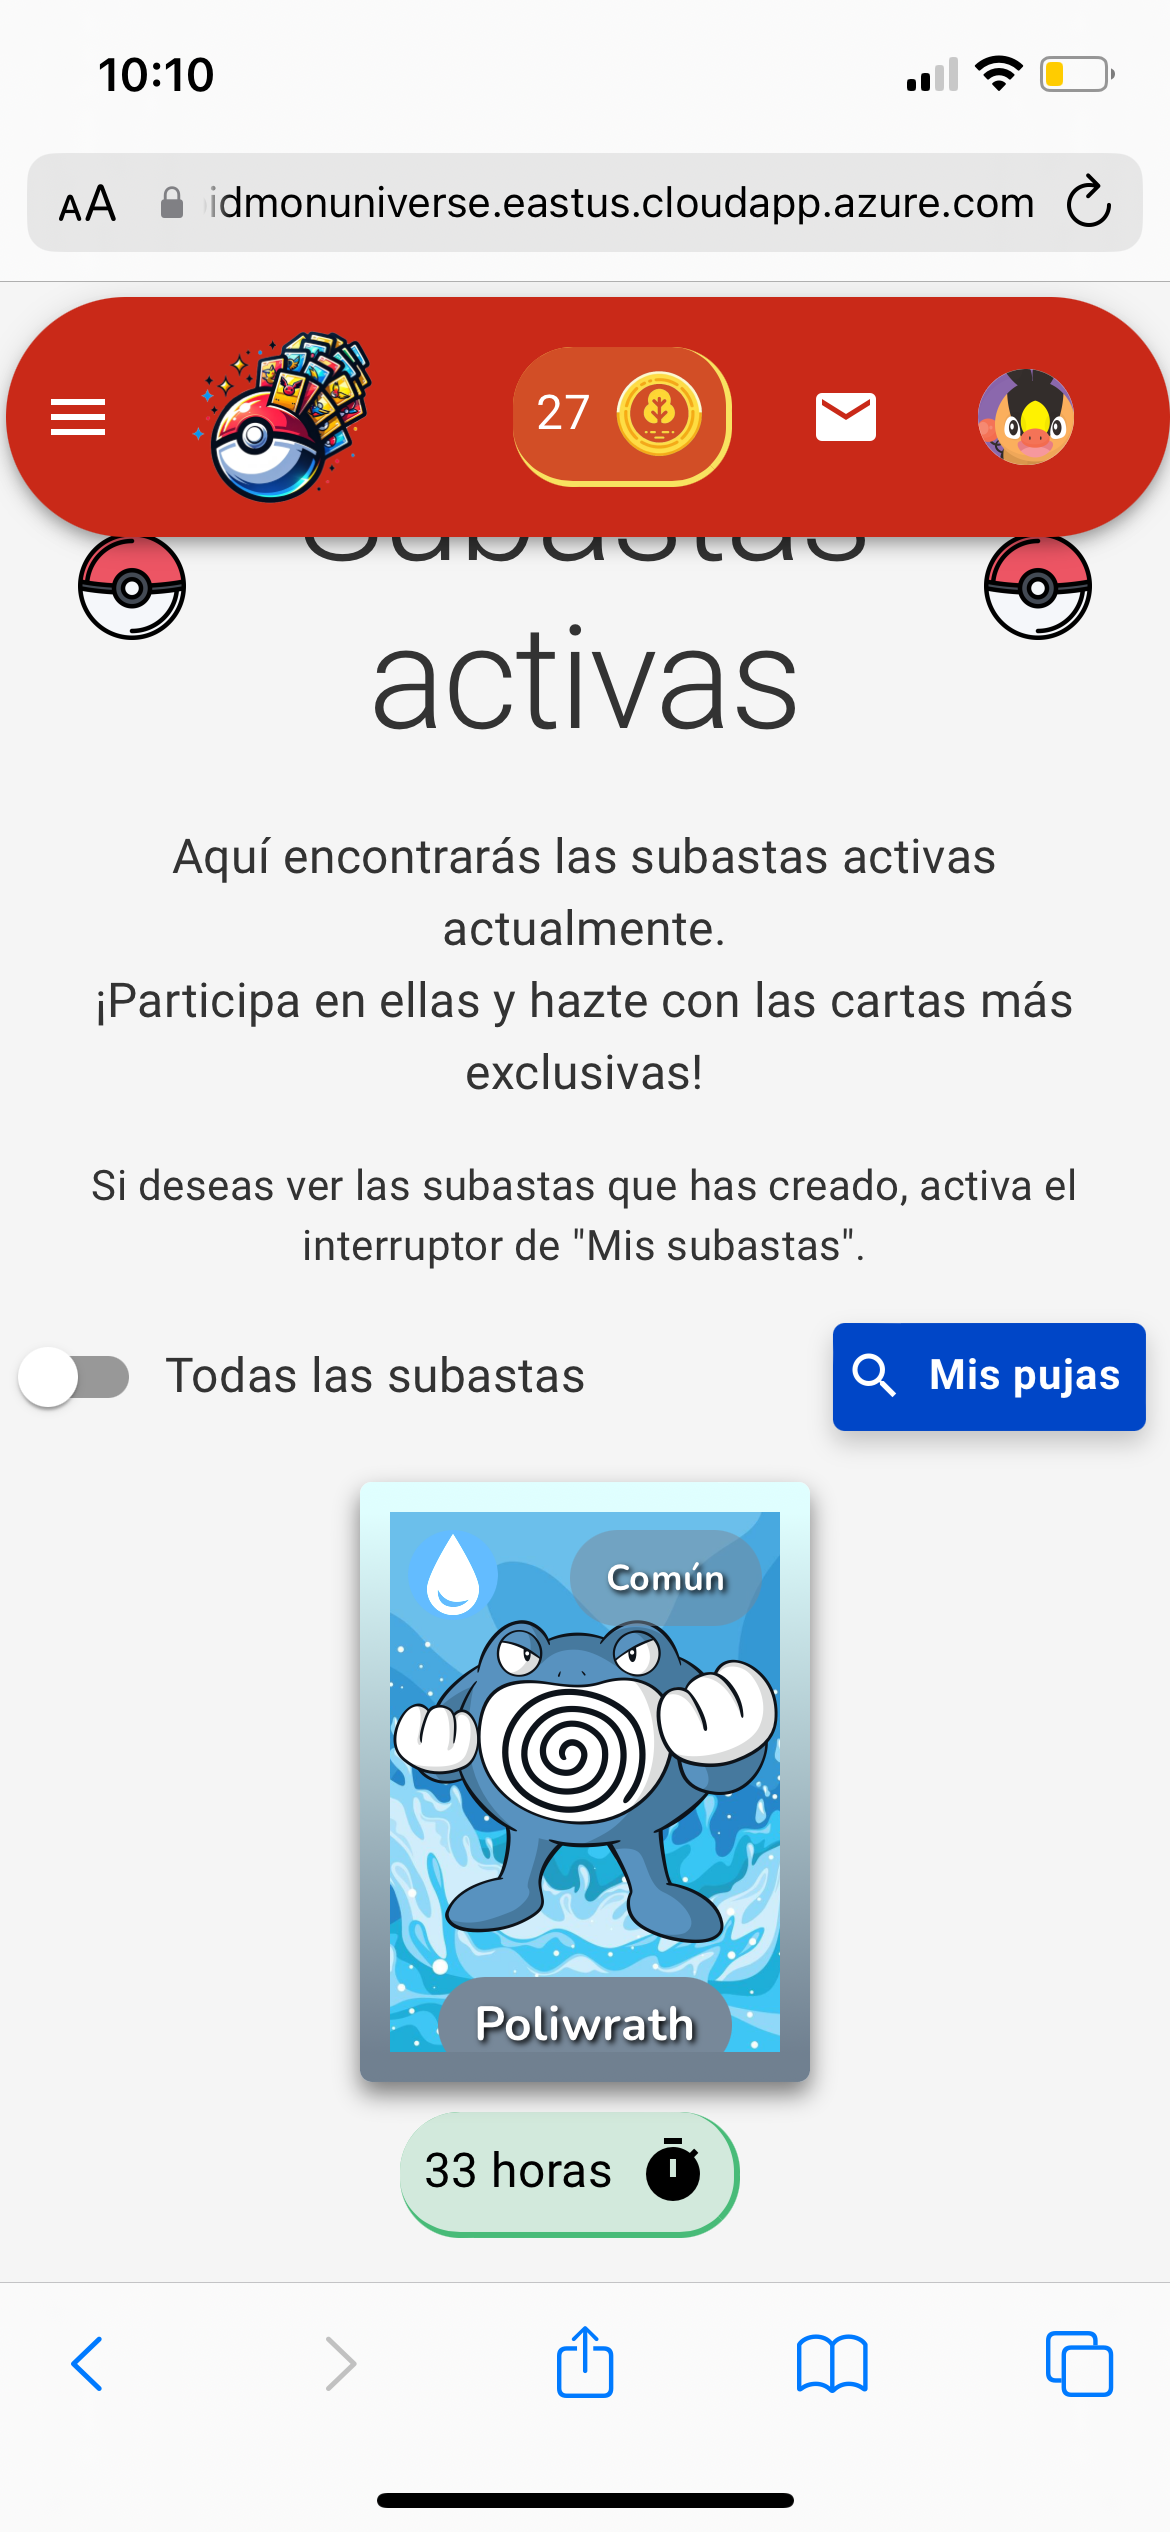 10:10
AA
idmonuniverse.eastus.cloudapp.azure.com
27
Subastas
activas
Aquí encontrarás las subastas activas
actualmente.
¡Participa en ellas y hazte con las cartas más
exclusivas!
Si deseas ver las subastas que has creado, activa el
interruptor de "Mis subastas".
Todas las subastas
Mis pujas
Común
Poliwrath
33 horas